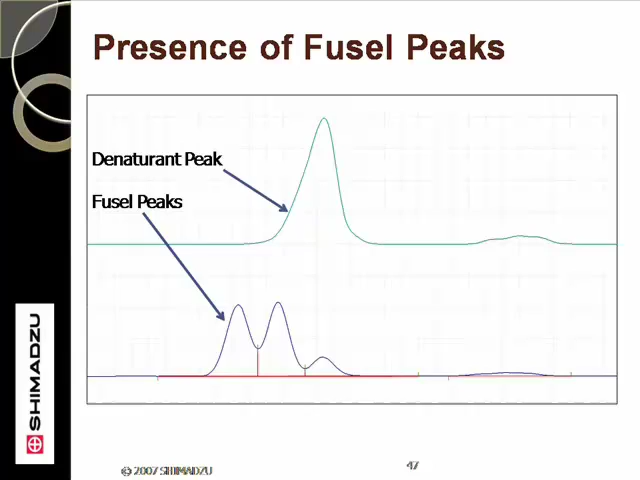 Presence of Fusel Peaks
Denaturant Peak
Fusel Peaks
SHIMADZU
© 2007 SHIMADZU
47